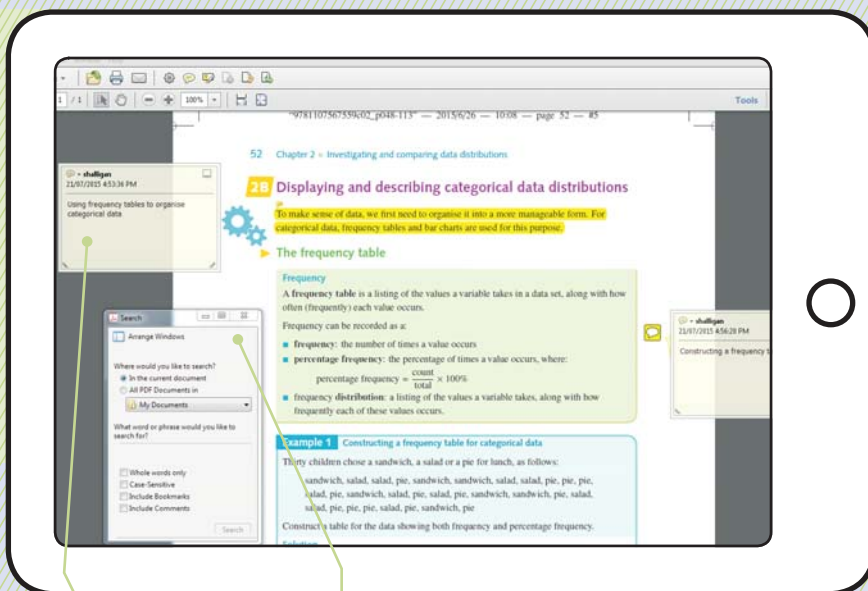 1 / 1
100%
Tools
"9781107567559c02_p048-113" — 2015/6/26 — 10:08 — page 52 — #5
52 Chapter 2 Investigating and comparing data distributions
shalligan
21/07/2015 4:53:36 PM
Using frequency tables to organise
categorical data
2B Displaying and describing categorical data distributions
To make sense of data, we first need to organise it into a more manageable form. For
categorical data, frequency tables and bar charts are used for this purpose.
The frequency table
Frequency
A frequency table is a listing of the values a variable takes in a data set, along with how
often (frequently) each value occurs.
Frequency can be recorded as a:
■ frequency: the number of times a value occurs
■ percentage frequency: the percentage of times a value occurs, where:
percentage frequency = count/total × 100%
■ frequency distribution: a listing of the values a variable takes, along with how
frequently each of these values occurs.
shalligan
21/07/2015 4:56:28 PM
Constructing a frequency t
Search
Arrange Windows
Where would you like to search?
In the current document
All PDF Documents in
My Documents
What word or phrase would you like to
search for?
Whole words only
Case-Sensitive
Include Bookmarks
Include Comments
Search
Example 1 Constructing a frequency table for categorical data
Thirty children chose a sandwich, a salad or a pie for lunch, as follows:
sandwich, salad, salad, pie, sandwich, sandwich, salad, salad, pie, pie, pie,
salad, pie, sandwich, salad, pie, salad, pie, sandwich, sandwich, pie, salad,
salad, pie, pie, pie, salad, pie, sandwich, pie
Construct a table for the data showing both frequency and percentage frequency.